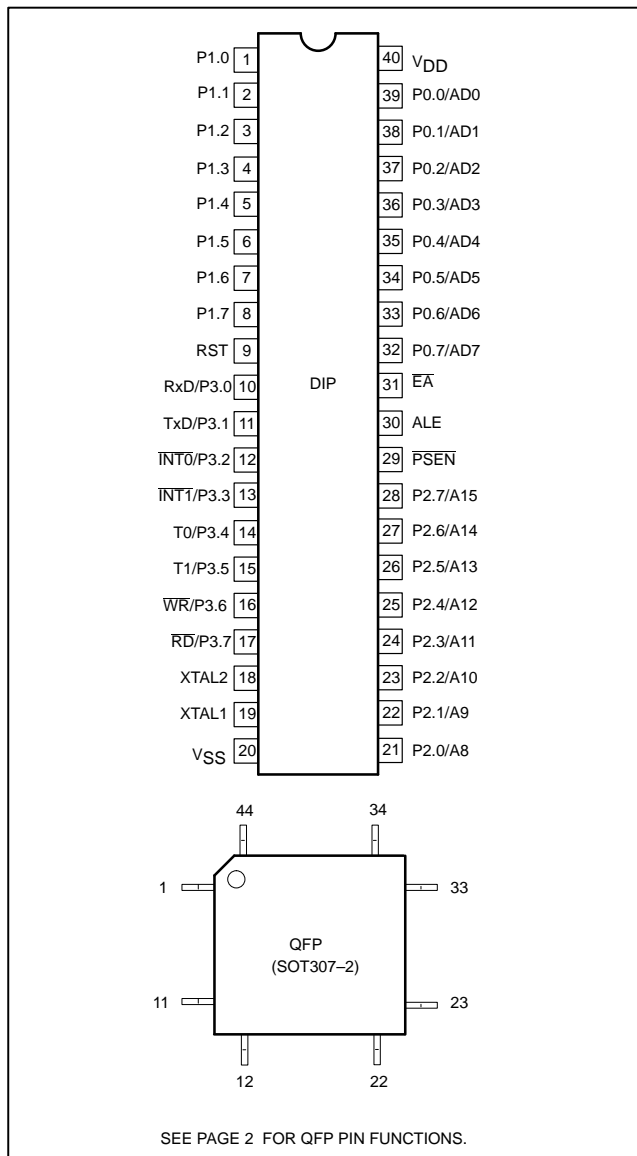 P1.0 1 40 VDD
P1.1 2 39 P0.0/AD0
P1.2 3 38 P0.1/AD1
P1.3 4 37 P0.2/AD2
P1.4 5 36 P0.3/AD3
P1.5 6 35 P0.4/AD4
P1.6 7 34 P0.5/AD5
P1.7 8 33 P0.6/AD6
RST 9 32 P0.7/AD7
RxD/P3.0 10 DIP 31 E̅A̅
TxD/P3.1 11 30 ALE
I̅N̅T̅0̅/P3.2 12 29 P̅S̅E̅N̅
I̅N̅T̅1̅/P3.3 13 28 P2.7/A15
T0/P3.4 14 27 P2.6/A14
T1/P3.5 15 26 P2.5/A13
W̅R̅/P3.6 16 25 P2.4/A12
R̅D̅/P3.7 17 24 P2.3/A11
XTAL2 18 23 P2.2/A10
XTAL1 19 22 P2.1/A9
VSS 20 21 P2.0/A8
44 34
1 33
QFP
(SOT307–2)
11 23
12 22
SEE PAGE 2 FOR QFP PIN FUNCTIONS.